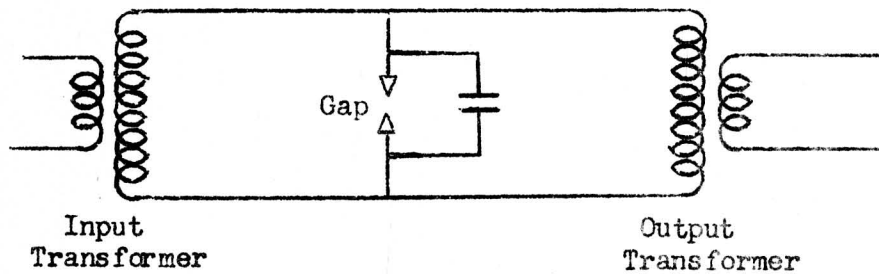 Gap
Input
Transformer
Output
Transformer